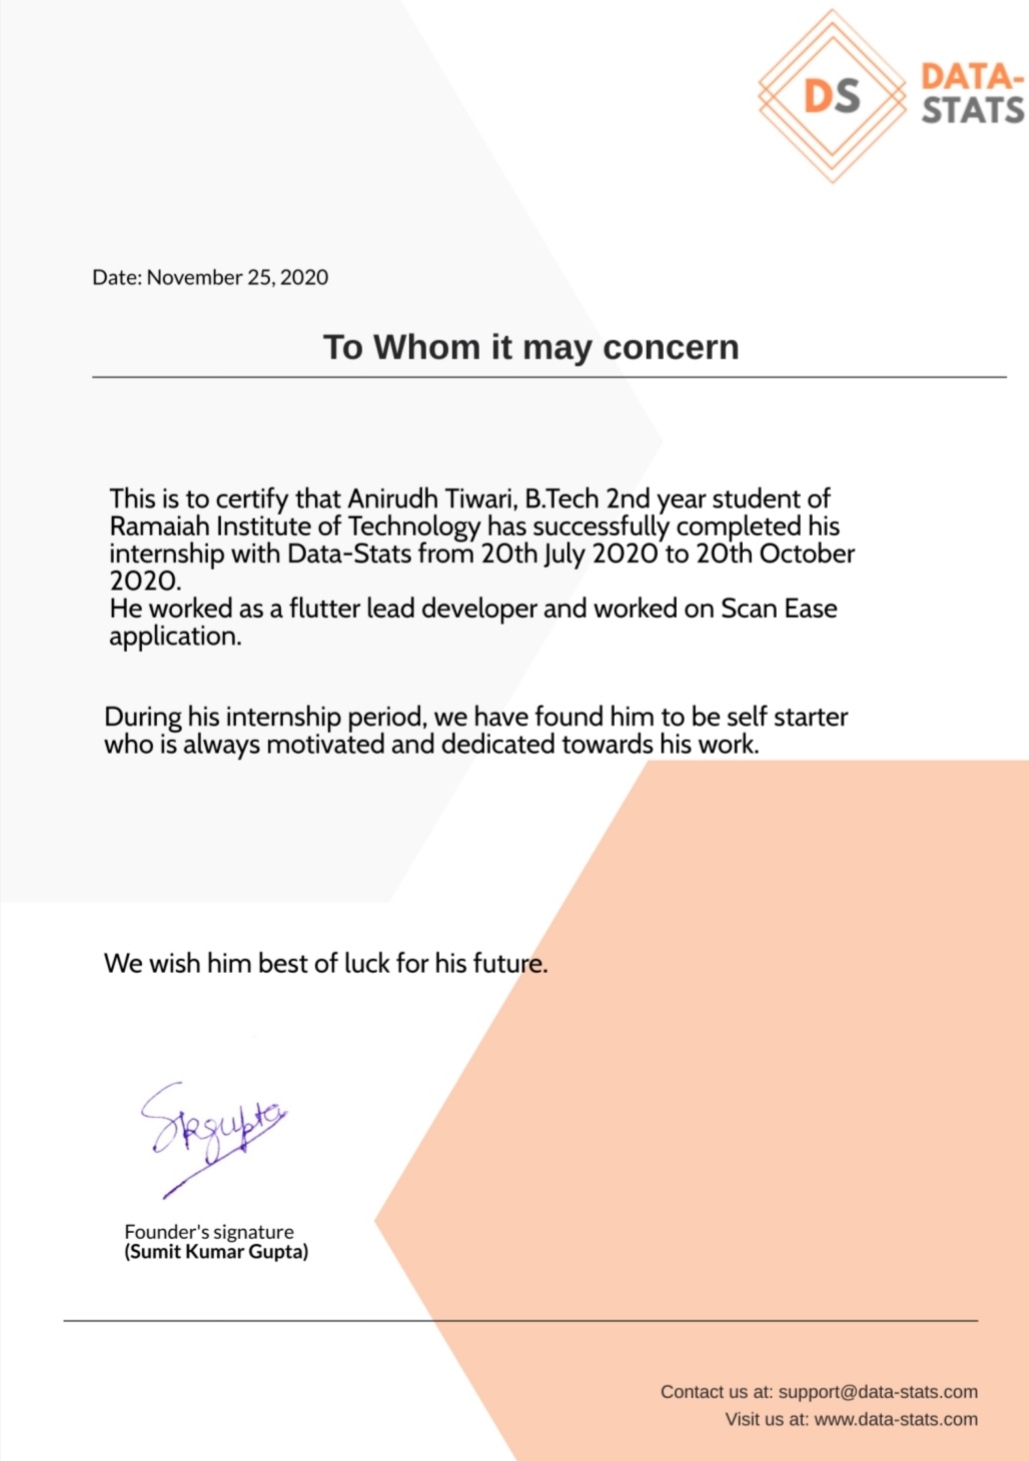 DS
DATA-
STATS
Date: November 25, 2020
To Whom it may concern
This is to certify that Anirudh Tiwari, B.Tech 2nd year student of
Ramaiah Institute of Technology has successfully completed his
internship with Data-Stats from 20th July 2020 to 20th October
2020.
He worked as a flutter lead developer and worked on Scan Ease
application.
During his internship period, we have found him to be self starter
who is always motivated and dedicated towards his work.
We wish him best of luck for his future.
Skgupta
Founder's signature
(Sumit Kumar Gupta)
Contact us at: support@data-stats.com
Visit us at: www.data-stats.com